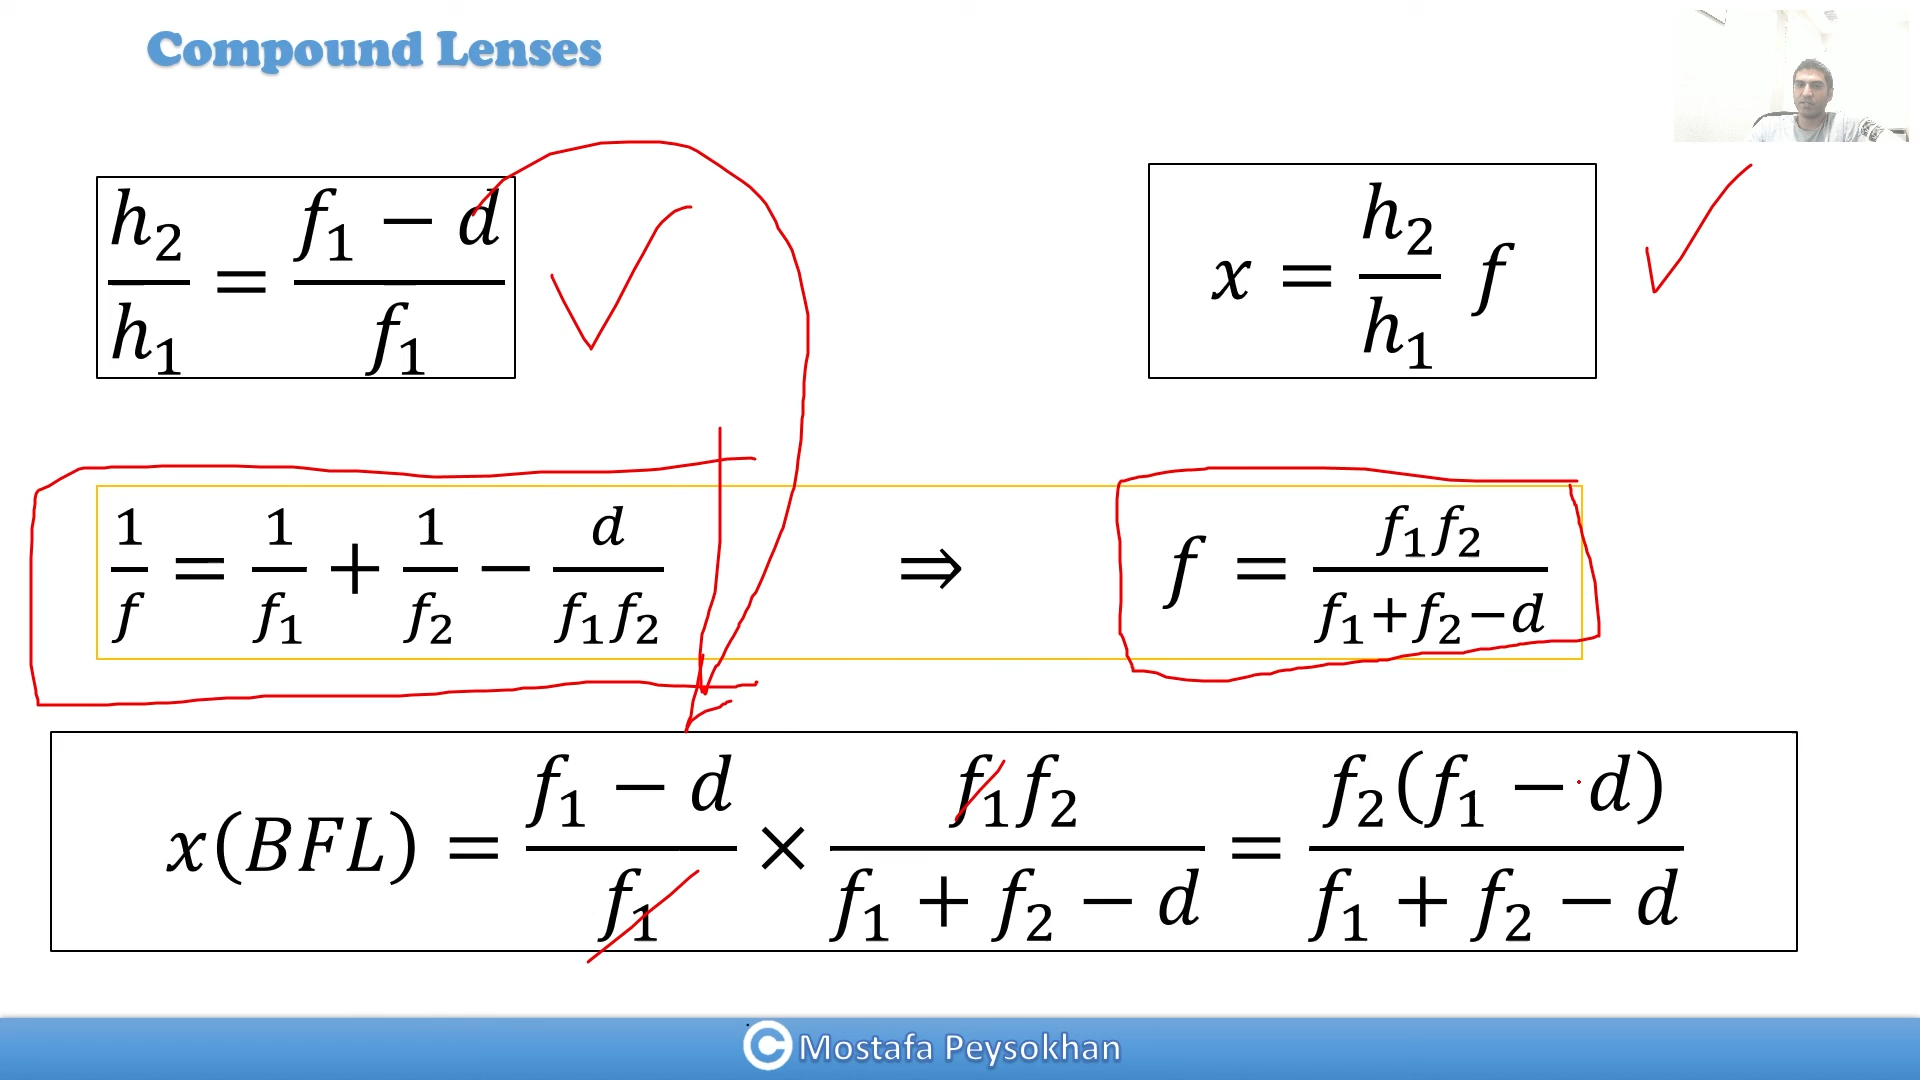 Compound Lenses
h₂/h₁ = (f₁ − d)/f₁
x = h₂/h₁ f
1/f = 1/f₁ + 1/f₂ − d/(f₁f₂) ⇒ f = f₁f₂/(f₁+f₂−d)
x(BFL) = (f₁ − d)/f₁ × f₁f₂/(f₁ + f₂ − d) = f₂(f₁ − d)/(f₁ + f₂ − d)
© Mostafa Peysokhan